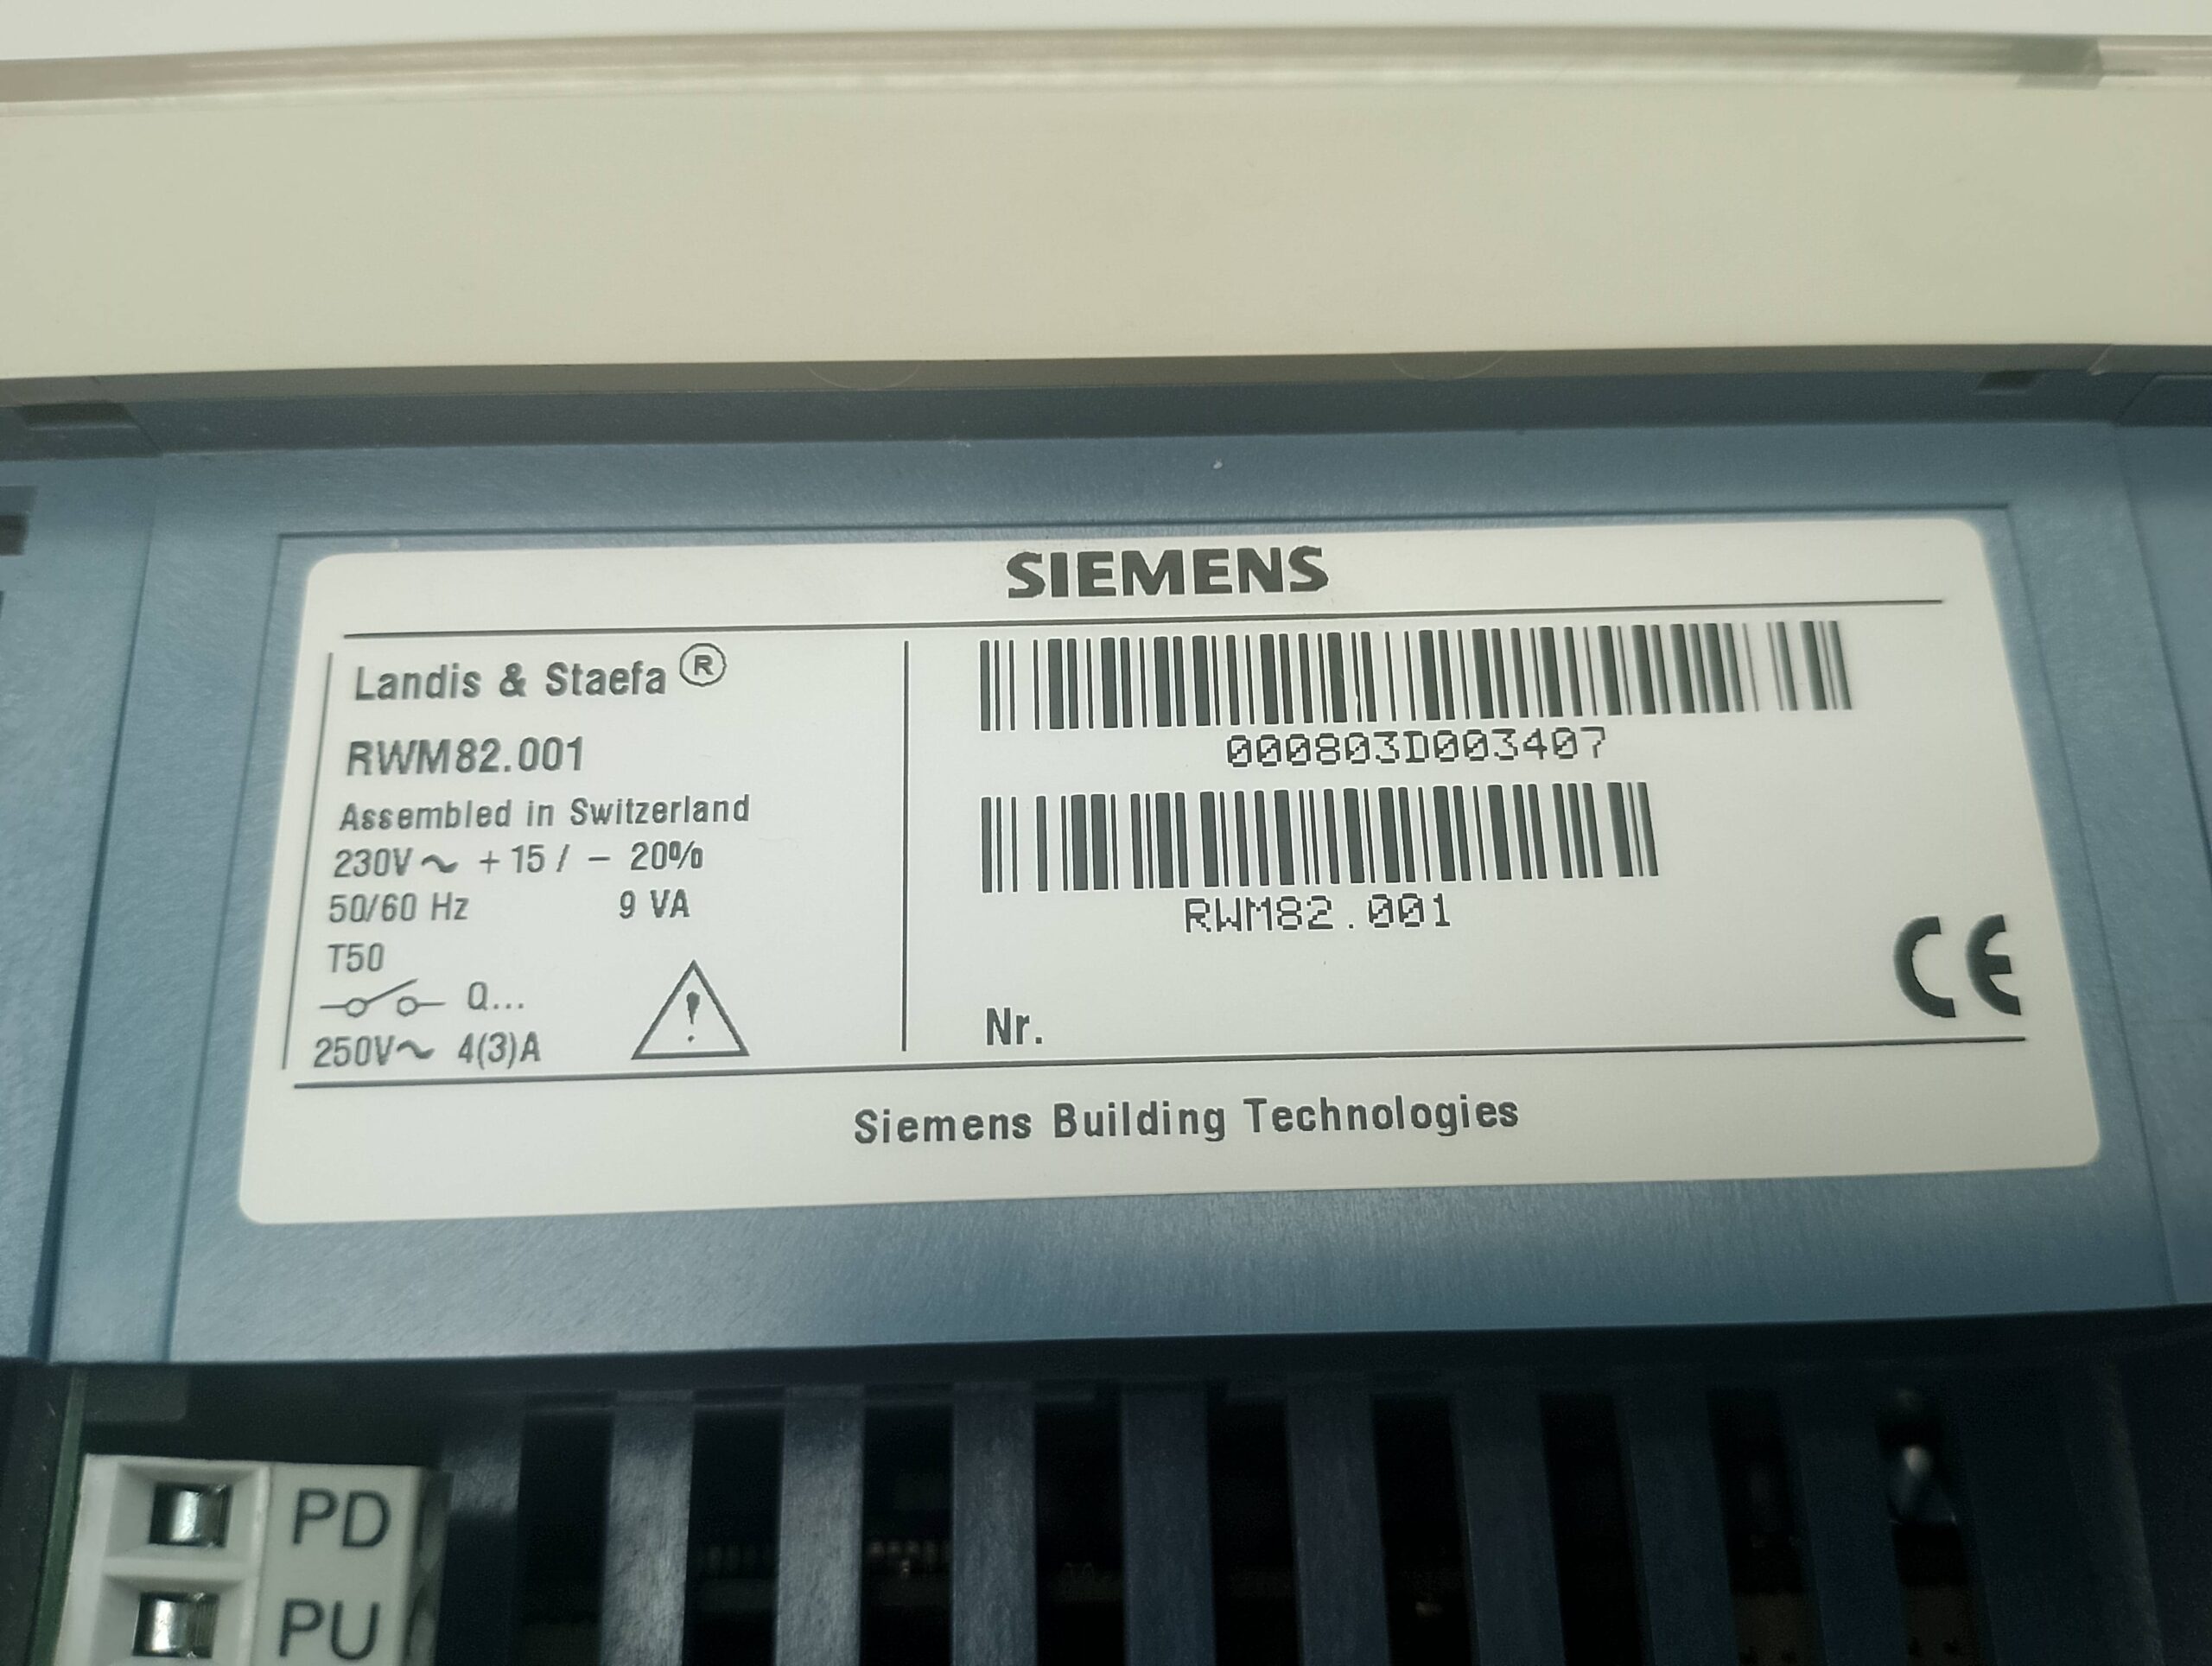 SIEMENS
Landis & Staefa ®
RWM82.001
Assembled in Switzerland
230V ~ +15 / - 20%
50/60 Hz 9 VA
T50
Q...
250V~ 4(3)A
!
000803D003407
RWM82.001
Nr.
CE
Siemens Building Technologies
PD
PU